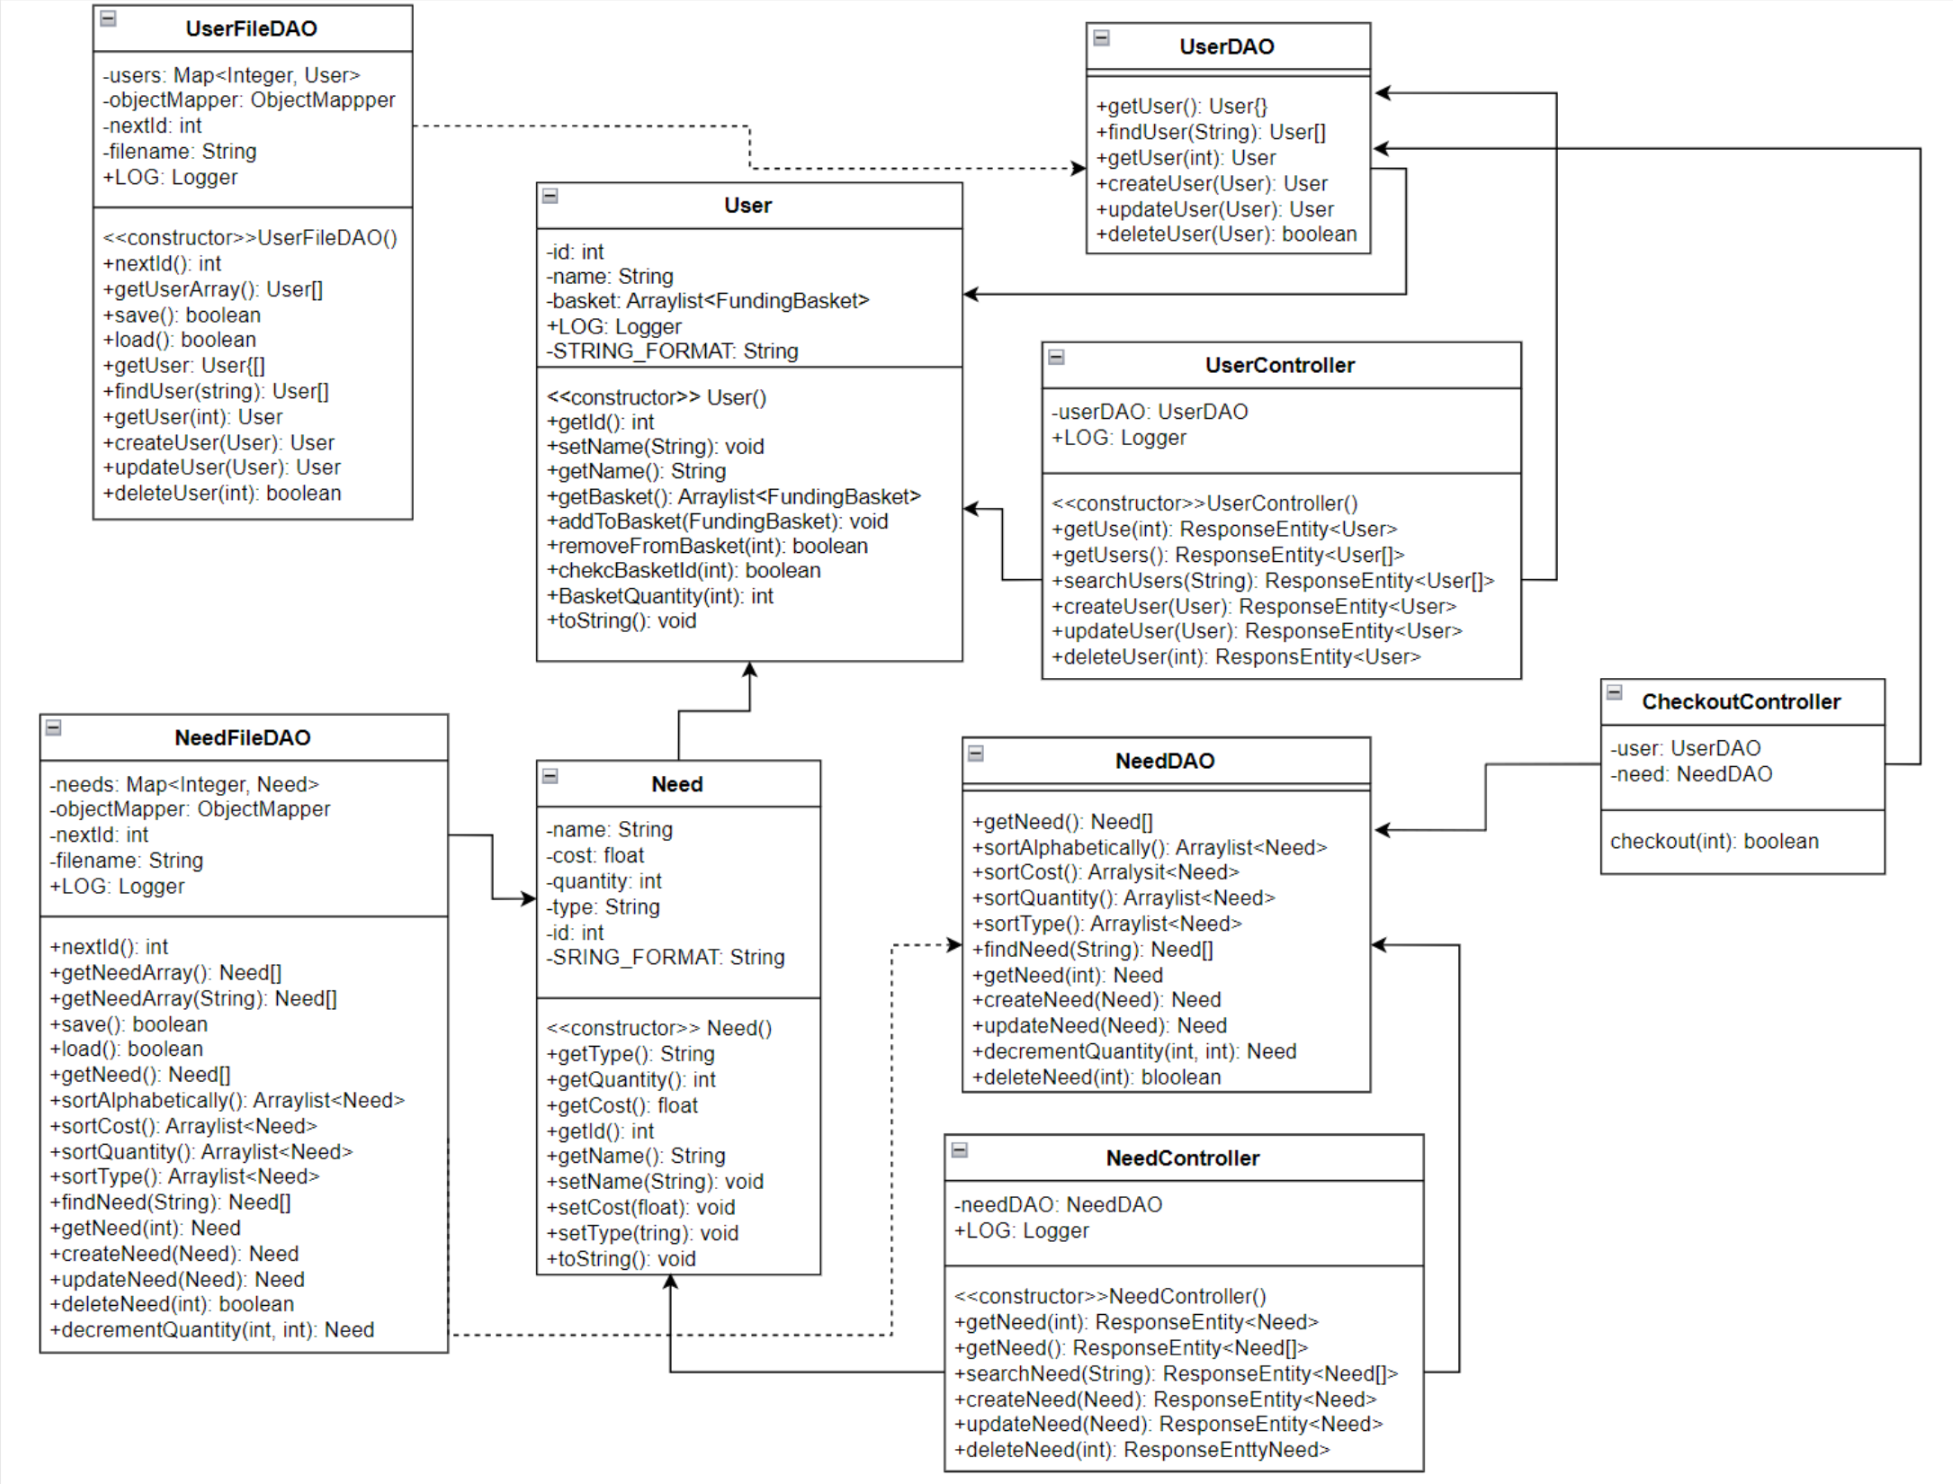 UserFileDAO
-users: Map<Integer, User>
-objectMapper: ObjectMappper
-nextId: int
-filename: String
+LOG: Logger
<<constructor>>UserFileDAO()
+nextId(): int
+getUserArray(): User[]
+save(): boolean
+load(): boolean
+getUser: User{[]
+findUser(string): User[]
+getUser(int): User
+createUser(User): User
+updateUser(User): User
+deleteUser(int): boolean
UserDAO
+getUser(): User{}
+findUser(String): User[]
+getUser(int): User
+createUser(User): User
+updateUser(User): User
+deleteUser(User): boolean
User
-id: int
-name: String
-basket: Arraylist<FundingBasket>
+LOG: Logger
-STRING_FORMAT: String
<<constructor>> User()
+getId(): int
+setName(String): void
+getName(): String
+getBasket(): Arraylist<FundingBasket>
+addToBasket(FundingBasket): void
+removeFromBasket(int): boolean
+chekcBasketId(int): boolean
+BasketQuantity(int): int
+toString(): void
UserController
-userDAO: UserDAO
+LOG: Logger
<<constructor>>UserController()
+getUse(int): ResponseEntity<User>
+getUsers(): ResponseEntity<User[]>
+searchUsers(String): ResponseEntity<User[]>
+createUser(User): ResponseEntity<User>
+updateUser(User): ResponseEntity<User>
+deleteUser(int): ResponsEntity<User>
CheckoutController
-user: UserDAO
-need: NeedDAO
checkout(int): boolean
NeedFileDAO
-needs: Map<Integer, Need>
-objectMapper: ObjectMapper
-nextId: int
-filename: String
+LOG: Logger
+nextId(): int
+getNeedArray(): Need[]
+getNeedArray(String): Need[]
+save(): boolean
+load(): boolean
+getNeed(): Need[]
+sortAlphabetically(): Arraylist<Need>
+sortCost(): Arraylist<Need>
+sortQuantity(): Arraylist<Need>
+sortType(): Arraylist<Need>
+findNeed(String): Need[]
+getNeed(int): Need
+createNeed(Need): Need
+updateNeed(Need): Need
+deleteNeed(int): boolean
+decrementQuantity(int, int): Need
Need
-name: String
-cost: float
-quantity: int
-type: String
-id: int
-SRING_FORMAT: String
<<constructor>> Need()
+getType(): String
+getQuantity(): int
+getCost(): float
+getId(): int
+getName(): String
+setName(String): void
+setCost(float): void
+setType(tring): void
+toString(): void
NeedDAO
+getNeed(): Need[]
+sortAlphabetically(): Arraylist<Need>
+sortCost(): Arralysit<Need>
+sortQuantity(): Arraylist<Need>
+sortType(): Arraylist<Need>
+findNeed(String): Need[]
+getNeed(int): Need
+createNeed(Need): Need
+updateNeed(Need): Need
+decrementQuantity(int, int): Need
+deleteNeed(int): bloolean
NeedController
-needDAO: NeedDAO
+LOG: Logger
<<constructor>>NeedController()
+getNeed(int): ResponseEntity<Need>
+getNeed(): ResponseEntity<Need[]>
+searchNeed(String): ResponseEntity<Need[]>
+createNeed(Need): ResponseEntity<Need>
+updateNeed(Need): ResponseEntity<Need>
+deleteNeed(int): ResponseEnttyNeed>